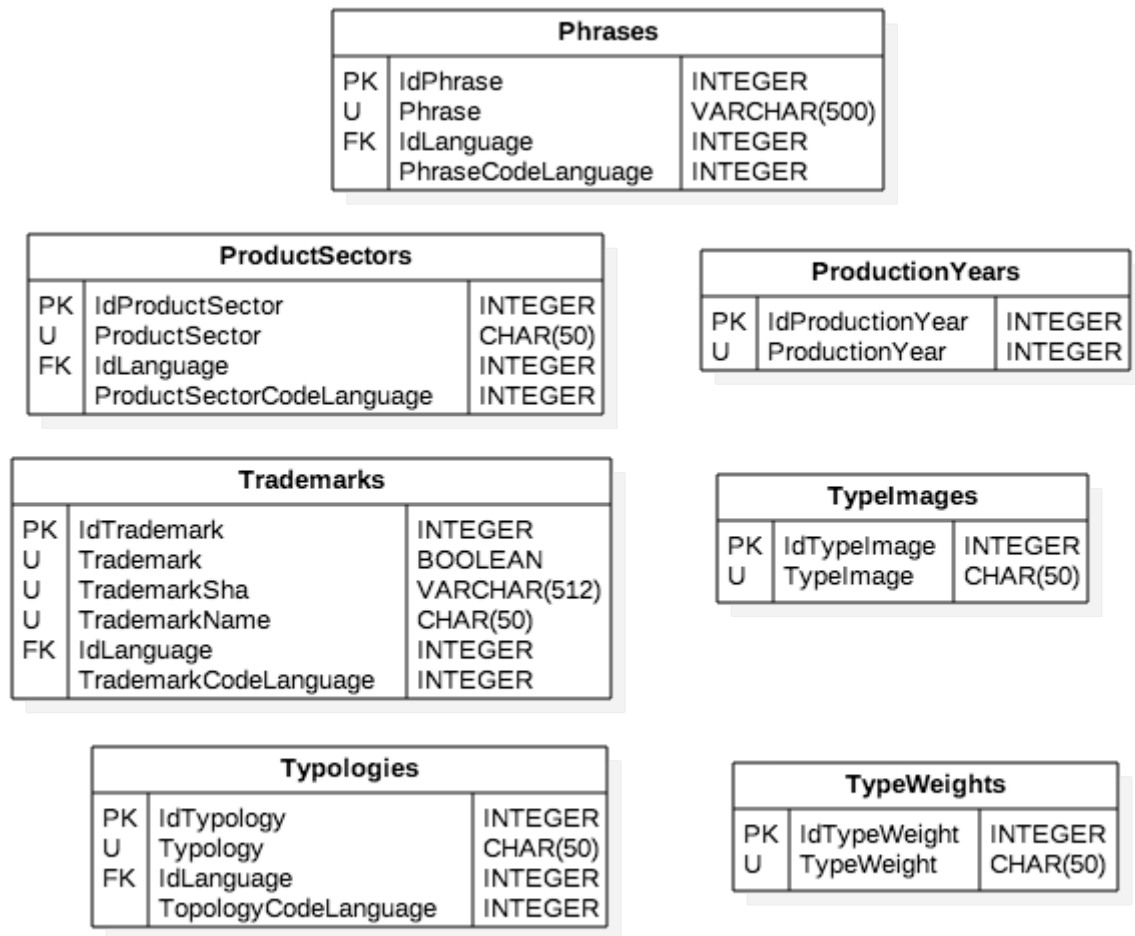 Phrases
PK IdPhrase INTEGER
U Phrase VARCHAR(500)
FK IdLanguage INTEGER
PhraseCodeLanguage INTEGER
ProductSectors
PK IdProductSector INTEGER
U ProductSector CHAR(50)
FK IdLanguage INTEGER
ProductSectorCodeLanguage INTEGER
ProductionYears
PK IdProductionYear INTEGER
U ProductionYear INTEGER
Trademarks
PK IdTrademark INTEGER
U Trademark BOOLEAN
U TrademarkSha VARCHAR(512)
U TrademarkName CHAR(50)
FK IdLanguage INTEGER
TrademarkCodeLanguage INTEGER
TypeImages
PK IdTypeImage INTEGER
U TypeImage CHAR(50)
Typologies
PK IdTypology INTEGER
U Typology CHAR(50)
FK IdLanguage INTEGER
TopologyCodeLanguage INTEGER
TypeWeights
PK IdTypeWeight INTEGER
U TypeWeight CHAR(50)